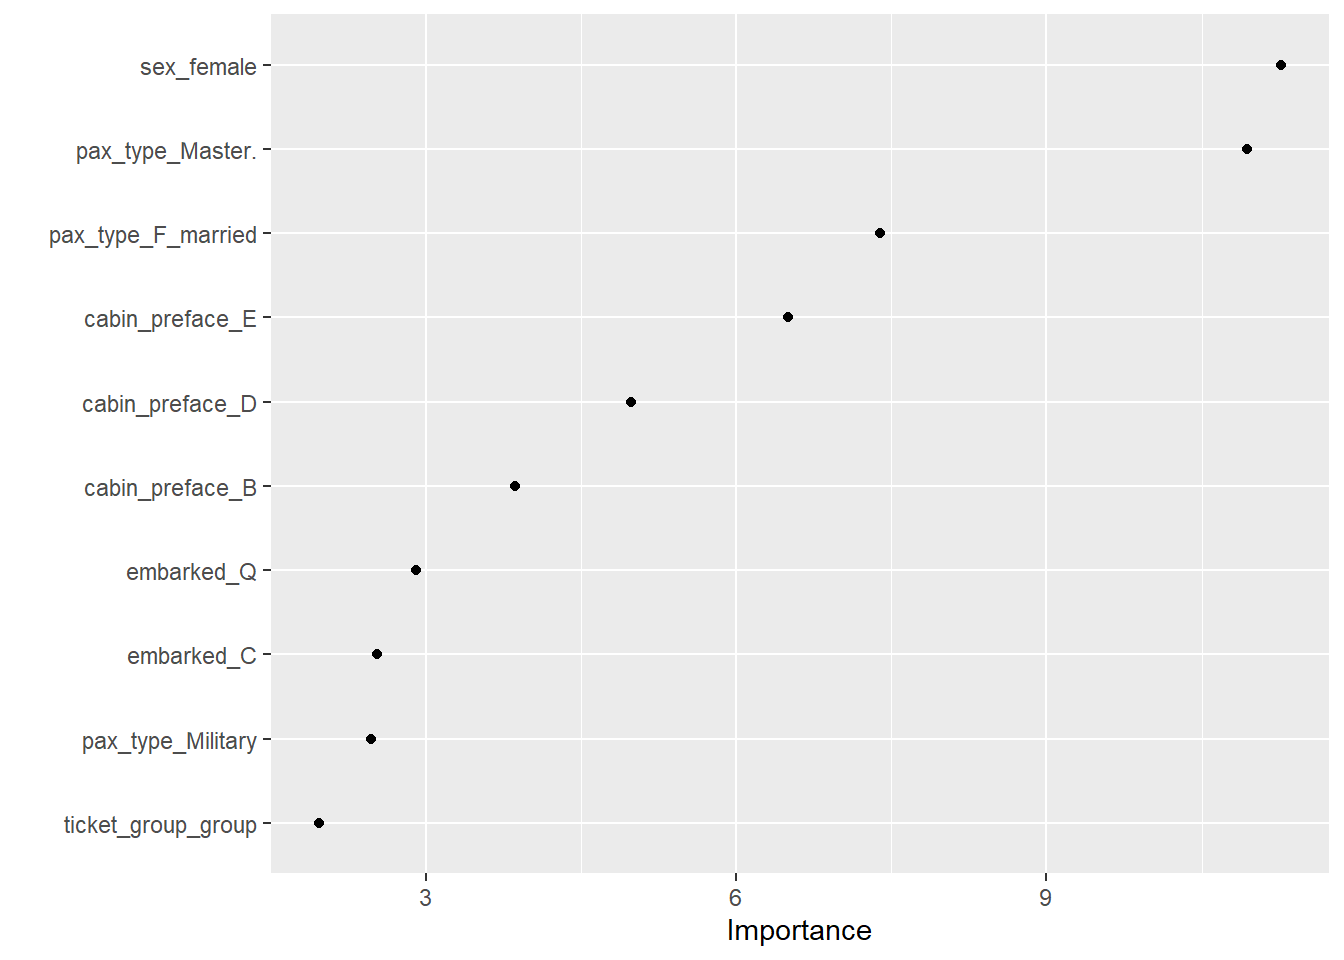 sex_female
pax_type_Master.
pax_type_F_married
cabin_preface_E
cabin_preface_D
cabin_preface_B
embarked_Q
embarked_C
pax_type_Military
ticket_group_group
3 6 9
Importance